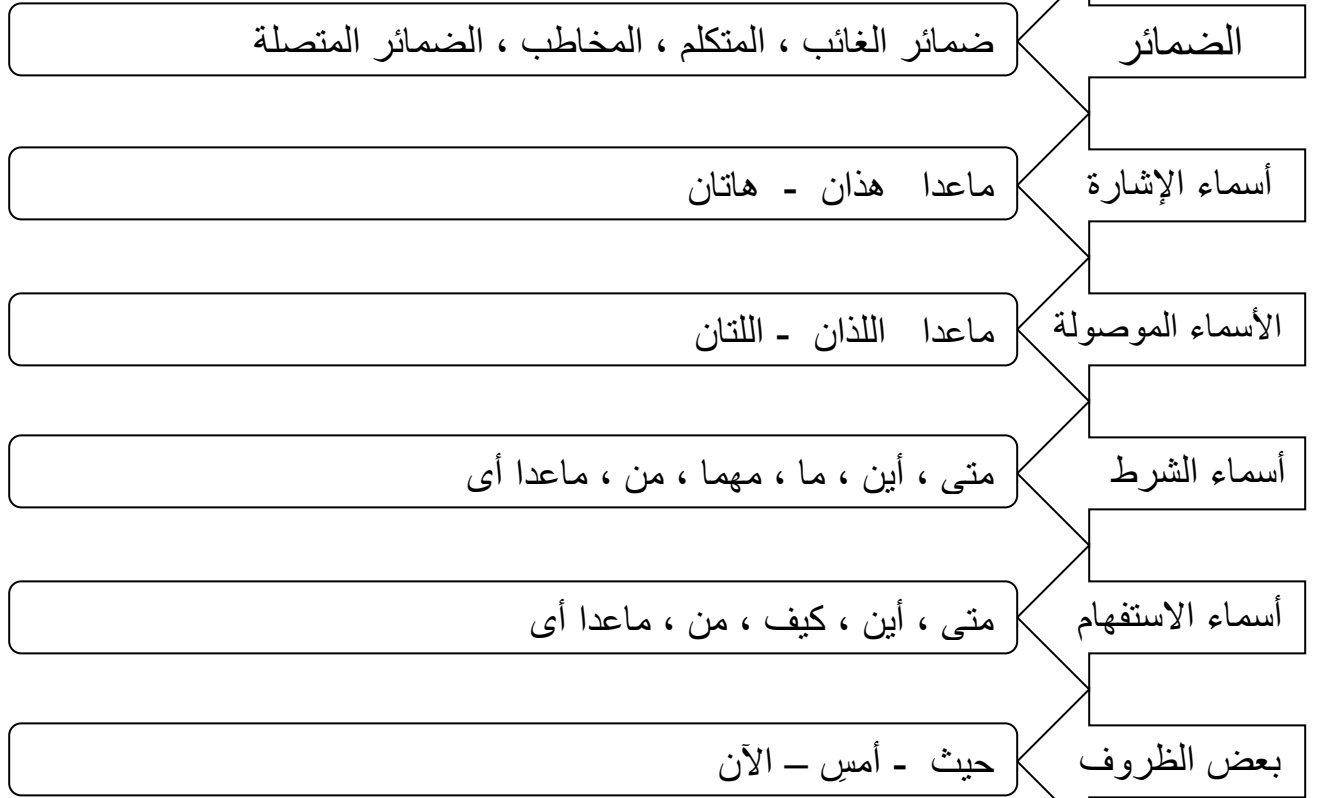 الضمائر
ضمائر الغائب ، المتكلم ، المخاطب ، الضمائر المتصلة
أسماء الإشارة
ماعدا هذان - هاتان
الأسماء الموصولة
ماعدا اللذان - اللتان
أسماء الشرط
متى ، أين ، ما ، مهما ، من ، ماعدا أى
أسماء الاستفهام
متى ، أين ، كيف ، من ، ماعدا أى
بعض الظروف
حيث - أمسِ – الآن